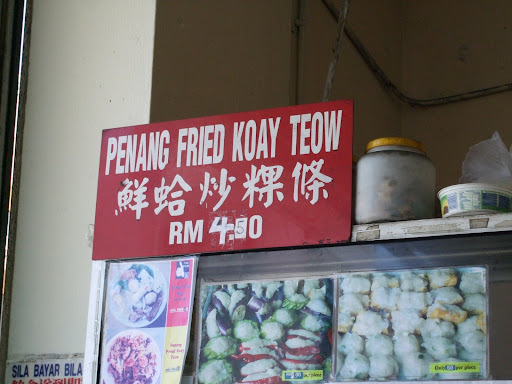 PENANG FRIED KOAY TEOW
鮮蛤炒粿條
RM 4.50
SILA BAYAR BILA